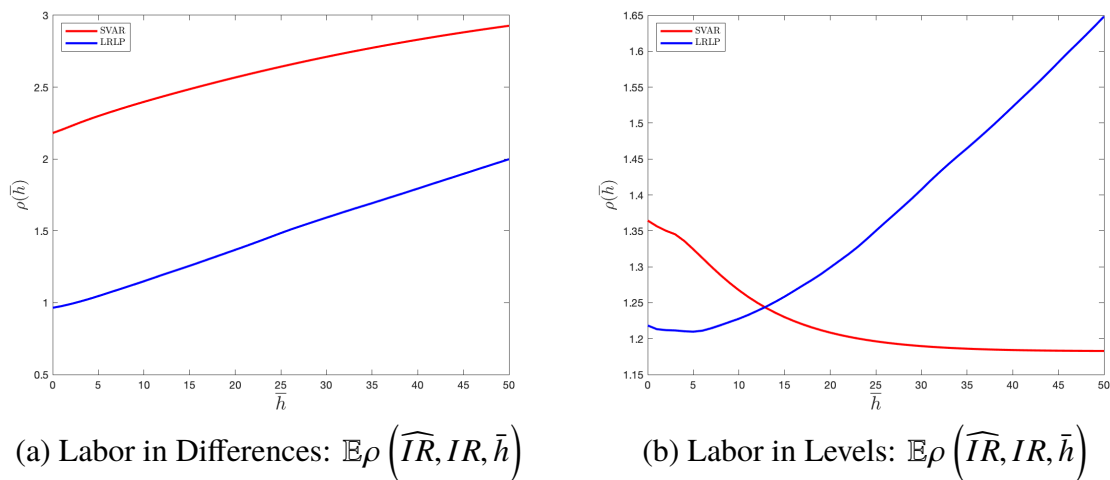 3
2.5
2
1.5
1
0.5
SVAR
LRLP
ρ(h̄)
0 5 10 15 20 25 30 35 40 45 50
h̄
(a) Labor in Differences: 𝔼ρ (ÎR, IR, h̄)
1.65
1.6
1.55
1.5
1.45
1.4
1.35
1.3
1.25
1.2
1.15
SVAR
LRLP
ρ(h̄)
0 5 10 15 20 25 30 35 40 45 50
h̄
(b) Labor in Levels: 𝔼ρ (ÎR, IR, h̄)